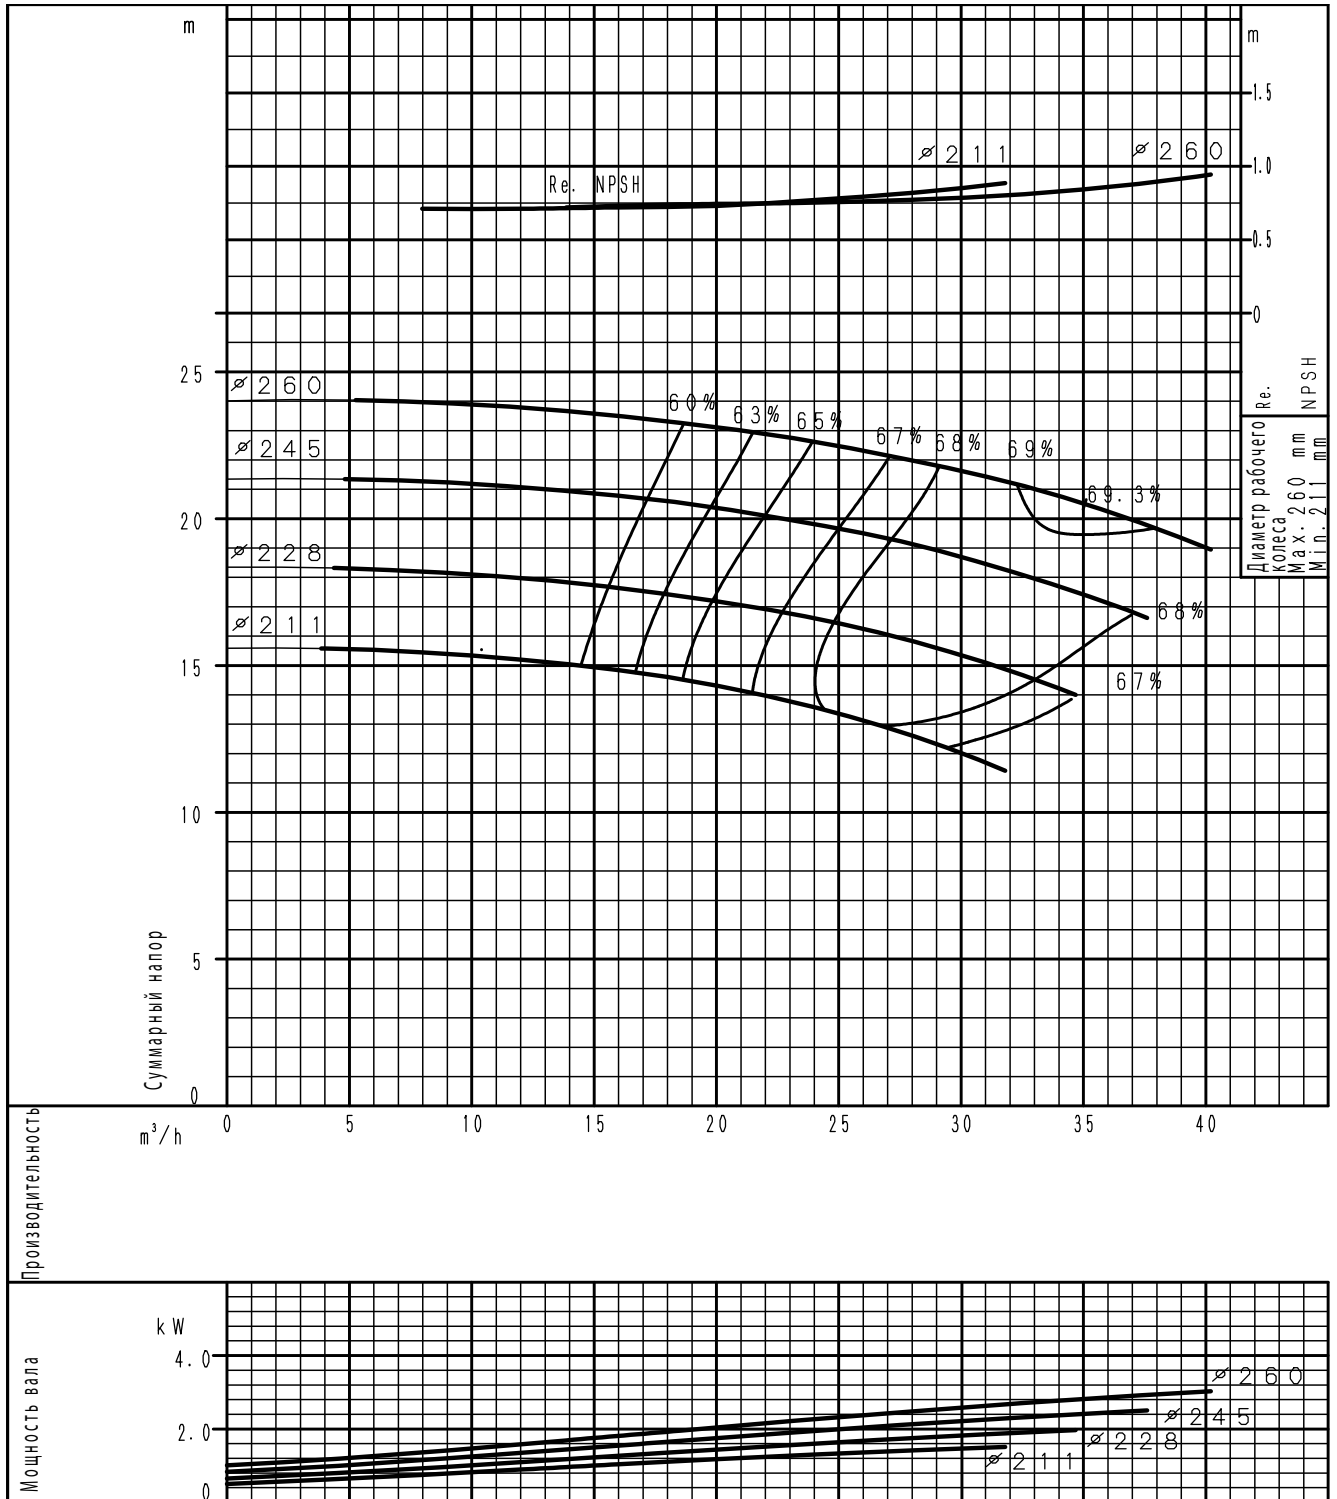 m
m
1.5
⌀211
⌀260
1.0
Re. NPSH
0.5
0
25
⌀260
60%
63%
65%
67%
68%
69%
69.3%
⌀245
20
⌀228
68%
⌀211
15
67%
10
5
0
Суммарный напор
Re. NPSH
Диаметр рабочего
колеса
Max. 260 mm
Min. 211 mm
m³/h
0 5 10 15 20 25 30 35 40
Производительность
kW
4.0
⌀260
2.0
⌀245
⌀228
⌀211
0
Мощность вала